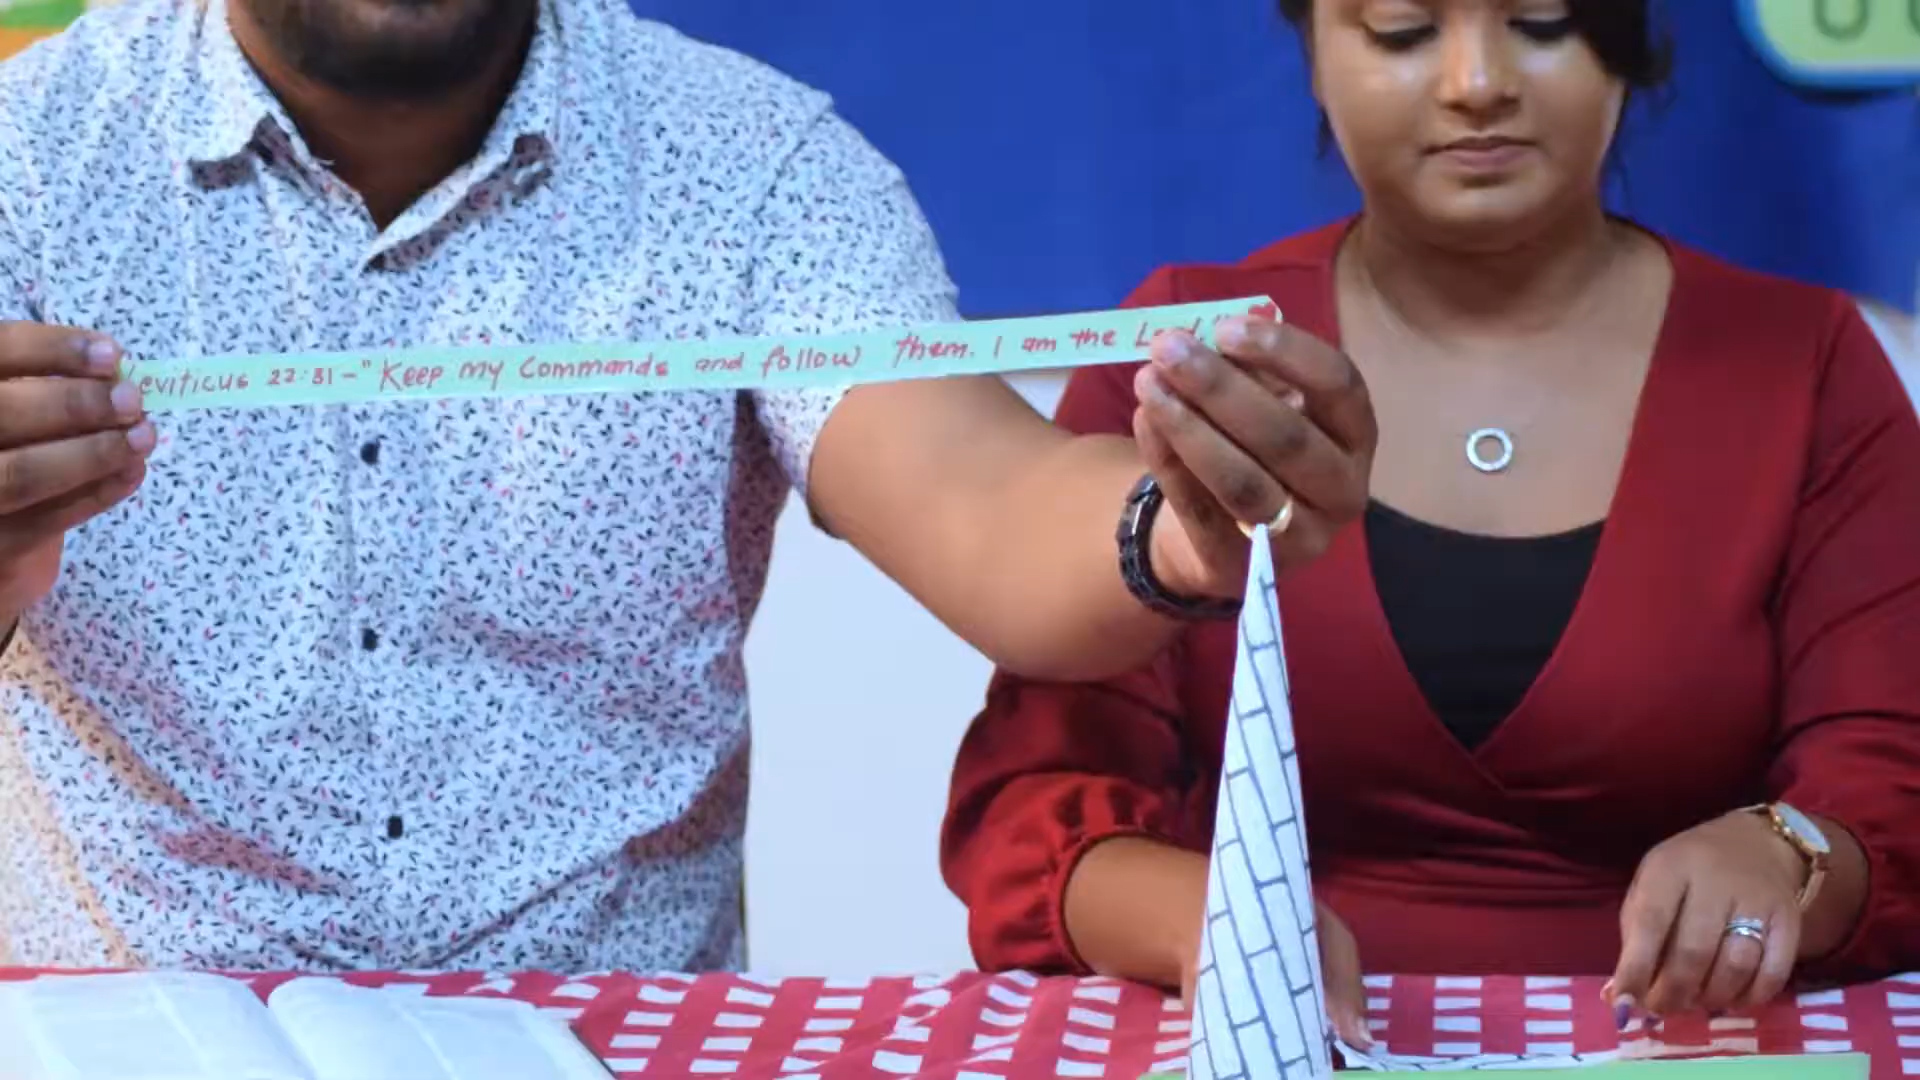 Leviticus 22:31-"Keep my Commands and follow them. I am the Lord."